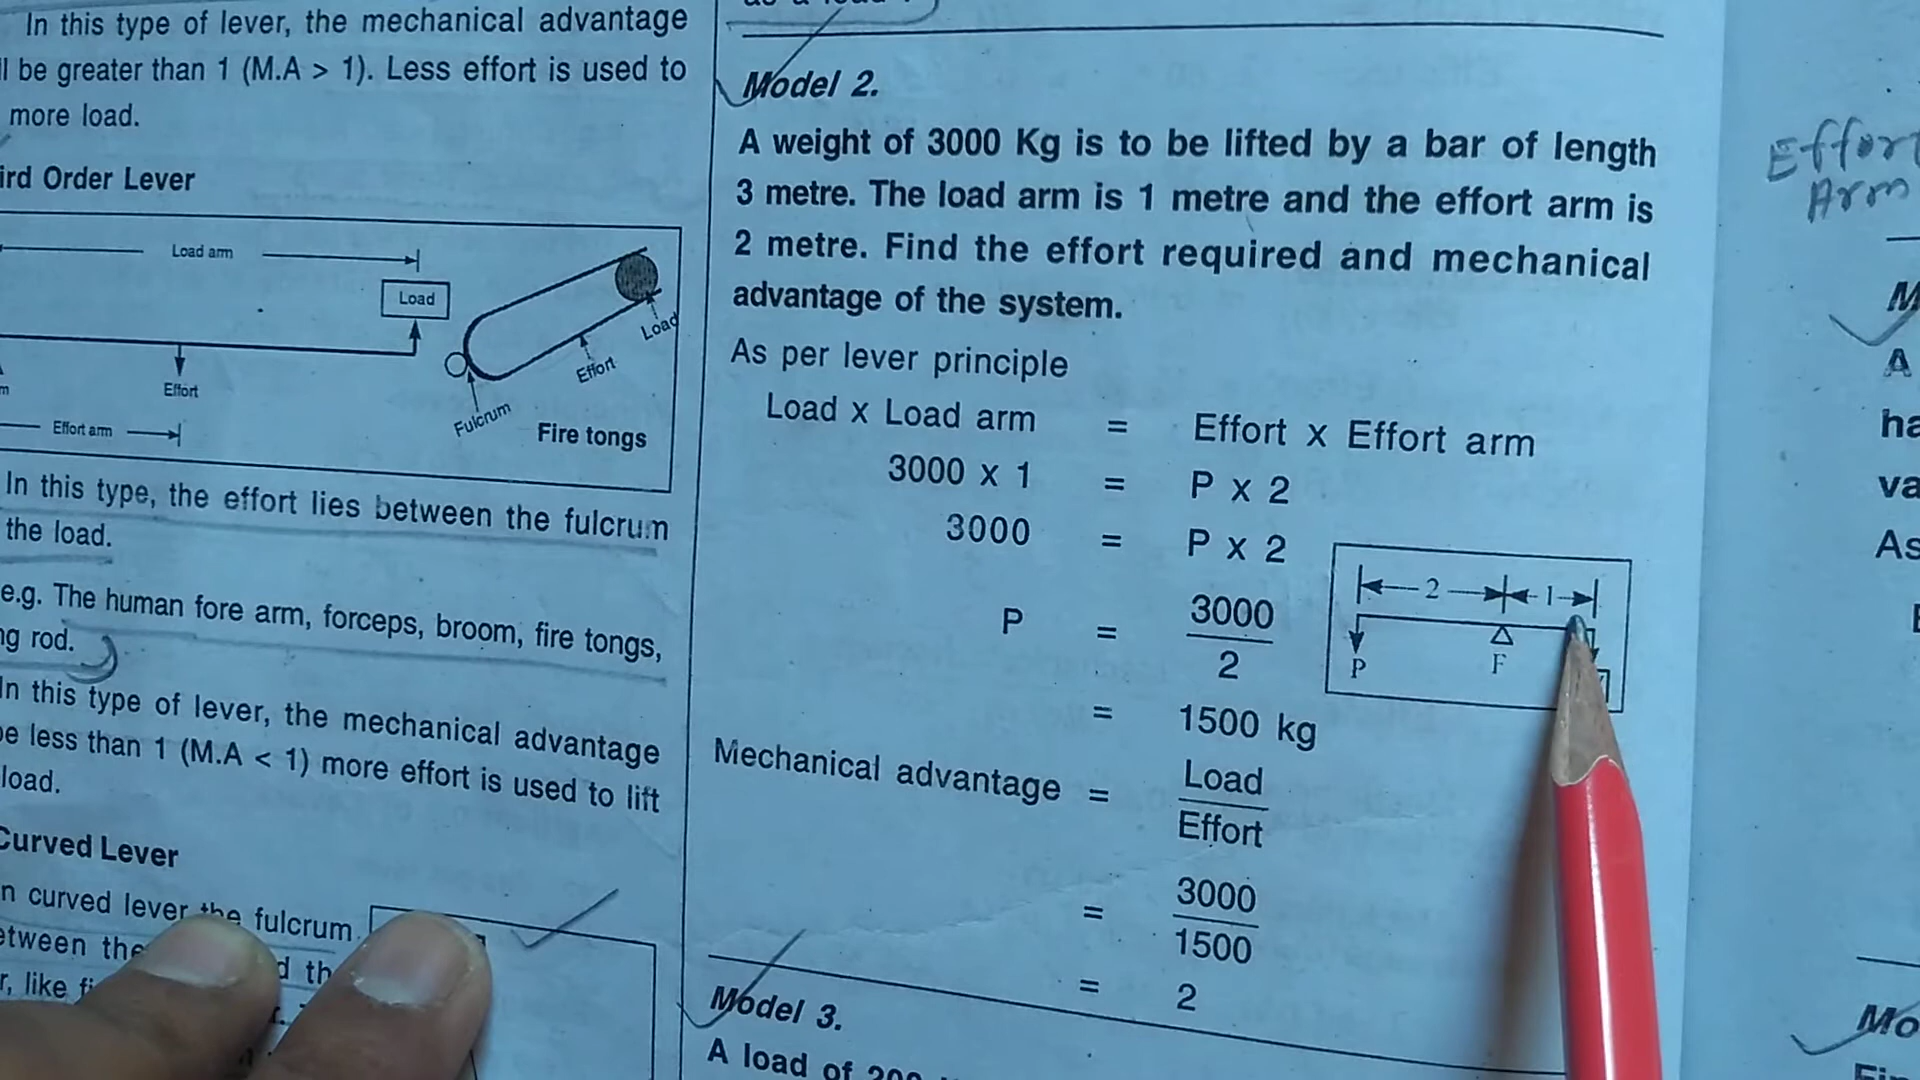 In this type of lever, the mechanical advantage
be greater than 1 (M.A > 1). Less effort is used to
more load.
Order Lever
Load arm
Load
Load
Effort
Fulcrum
Effort
Effort arm
Fire tongs
In this type, the effort lies between the fulcrum
the load.
e.g. The human fore arm, forceps, broom, fire tongs,
rod.
In this type of lever, the mechanical advantage
less than 1 (M.A < 1) more effort is used to lift
load.
Curved Lever
curved lever the fulcrum
the
like
Model 2.
A weight of 3000 Kg is to be lifted by a bar of length
3 metre. The load arm is 1 metre and the effort arm is
2 metre. Find the effort required and mechanical
advantage of the system.
As per lever principle
Load x Load arm = Effort x Effort arm
3000 x 1 = P x 2
3000 = P x 2
P = 3000
2
= 1500 kg
2 1
P F
Mechanical advantage = Load
Effort
= 3000
1500
= 2
Model 3.
A load of
Effort
Arm
A
As